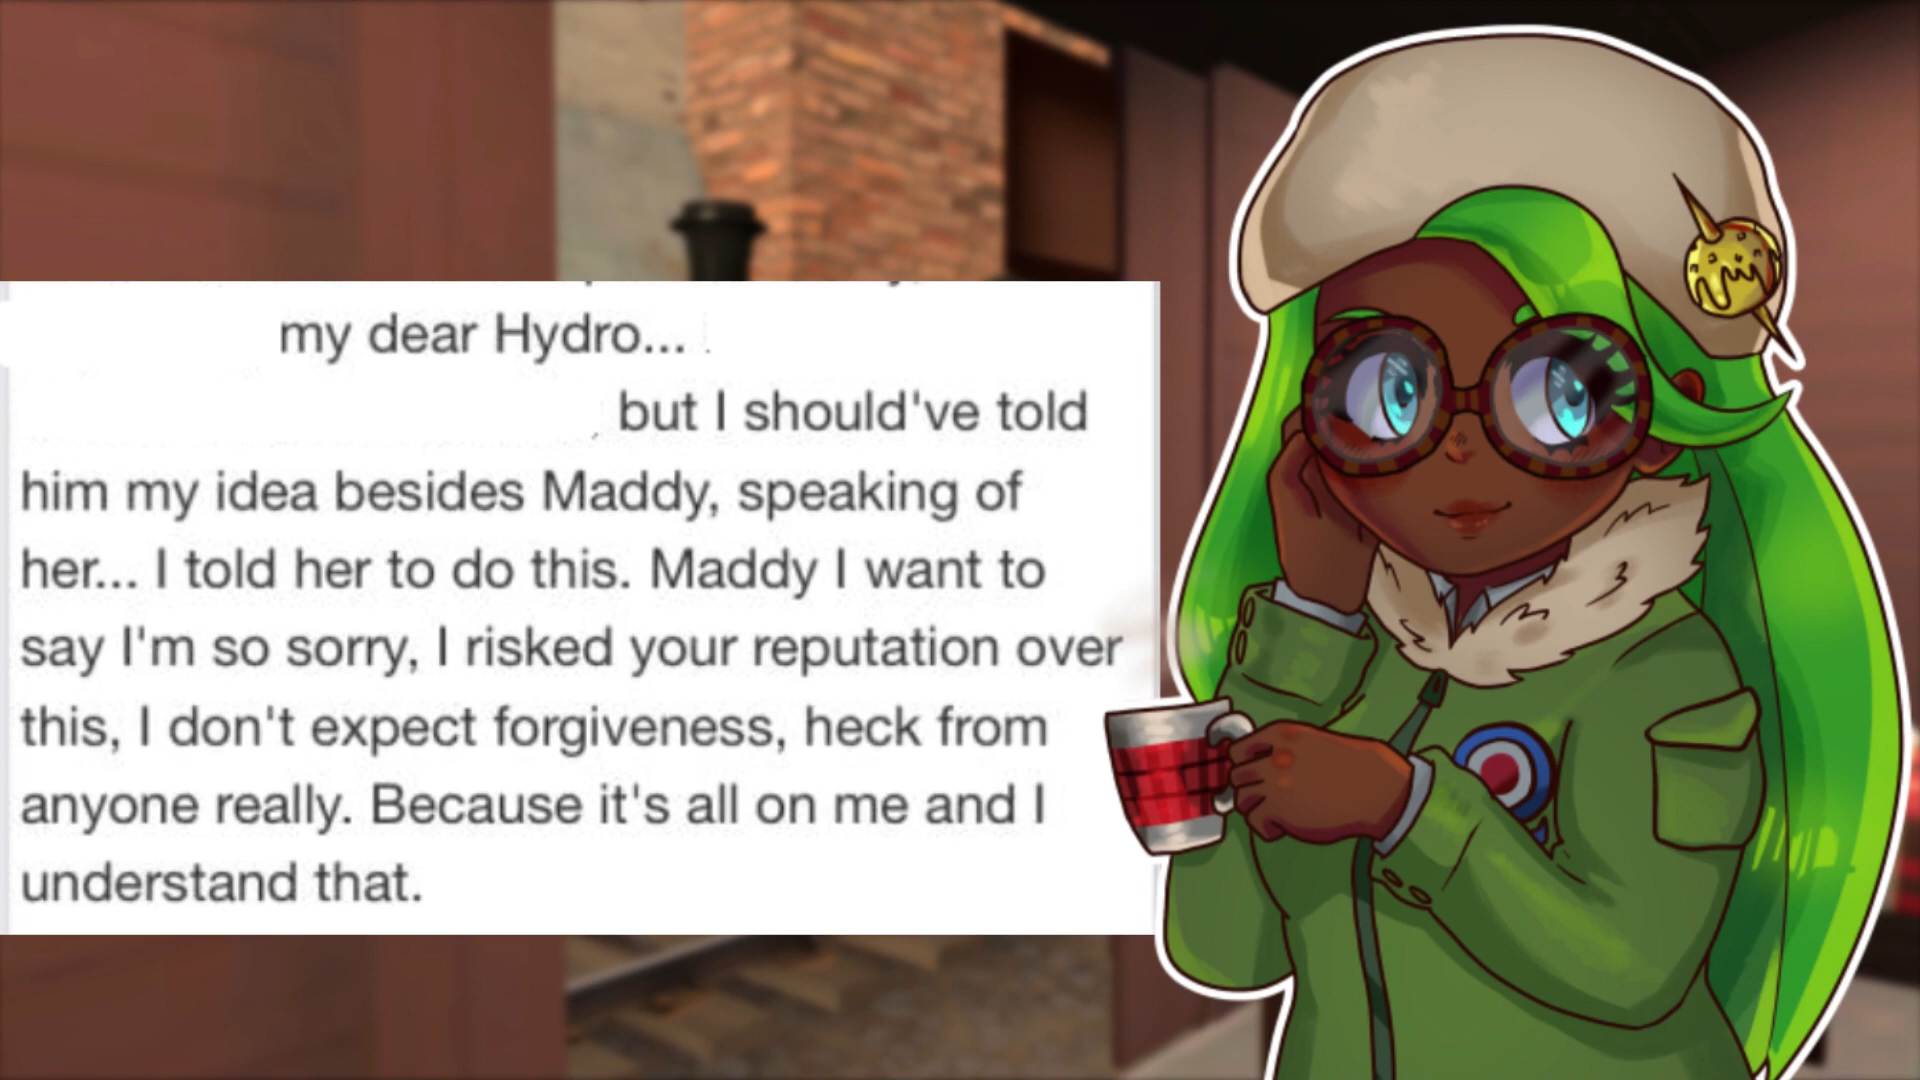 my dear Hydro...
but I should've told
him my idea besides Maddy, speaking of
her... I told her to do this. Maddy I want to
say I'm so sorry, I risked your reputation over
this, I don't expect forgiveness, heck from
anyone really. Because it's all on me and I
understand that.